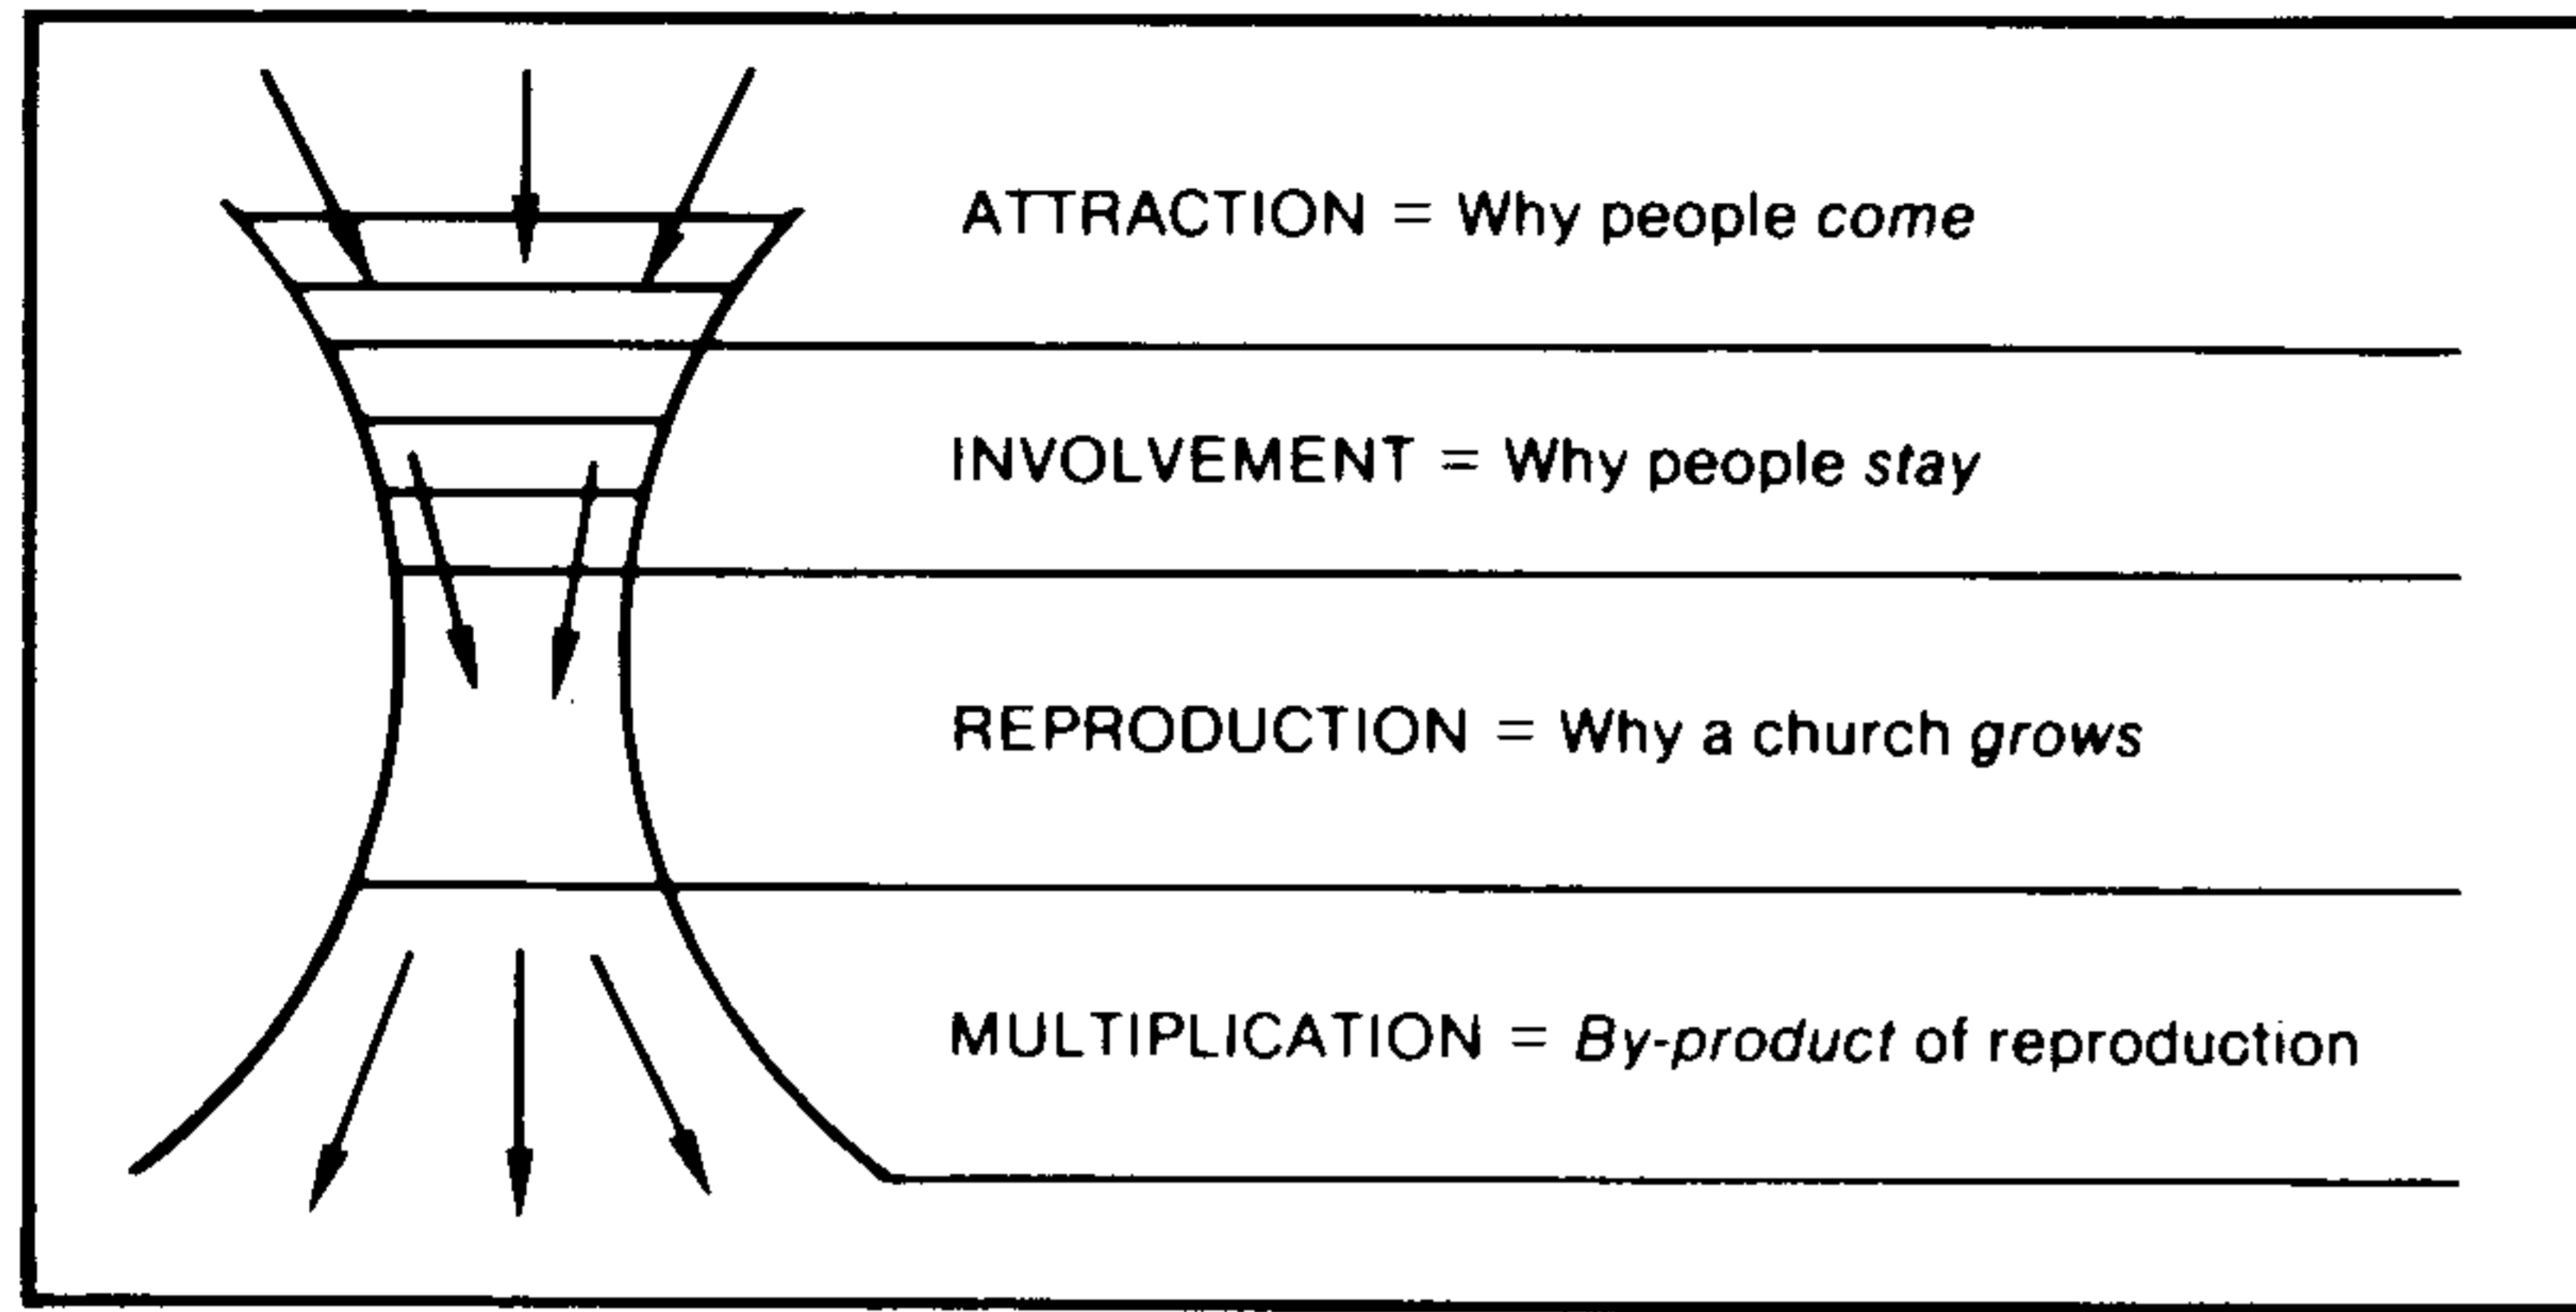 ATTRACTION = Why people come
INVOLVEMENT = Why people stay
REPRODUCTION = Why a church grows
MULTIPLICATION = By-product of reproduction